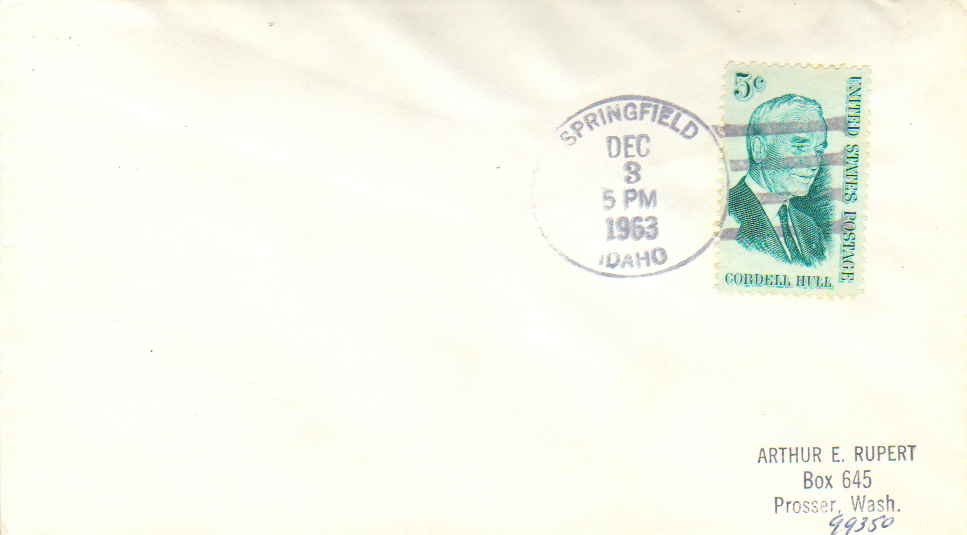 SPRINGFIELD
DEC
3
5 PM
1963
IDAHO
5c
UNITED STATES POSTAGE
CORDELL HULL
ARTHUR E. RUPERT
Box 645
Prosser, Wash.
99350